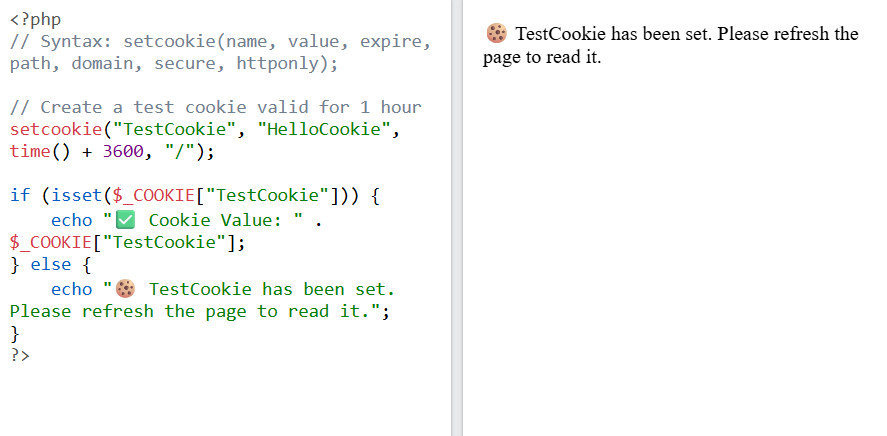 <?php
// Syntax: setcookie(name, value, expire,
path, domain, secure, httponly);
// Create a test cookie valid for 1 hour
setcookie("TestCookie", "HelloCookie",
time() + 3600, "/");
if (isset($_COOKIE["TestCookie"])) {
    echo "✅ Cookie Value: " .
$_COOKIE["TestCookie"];
} else {
    echo "🍪 TestCookie has been set.
Please refresh the page to read it.";
}
?>
🍪 TestCookie has been set. Please refresh the
page to read it.